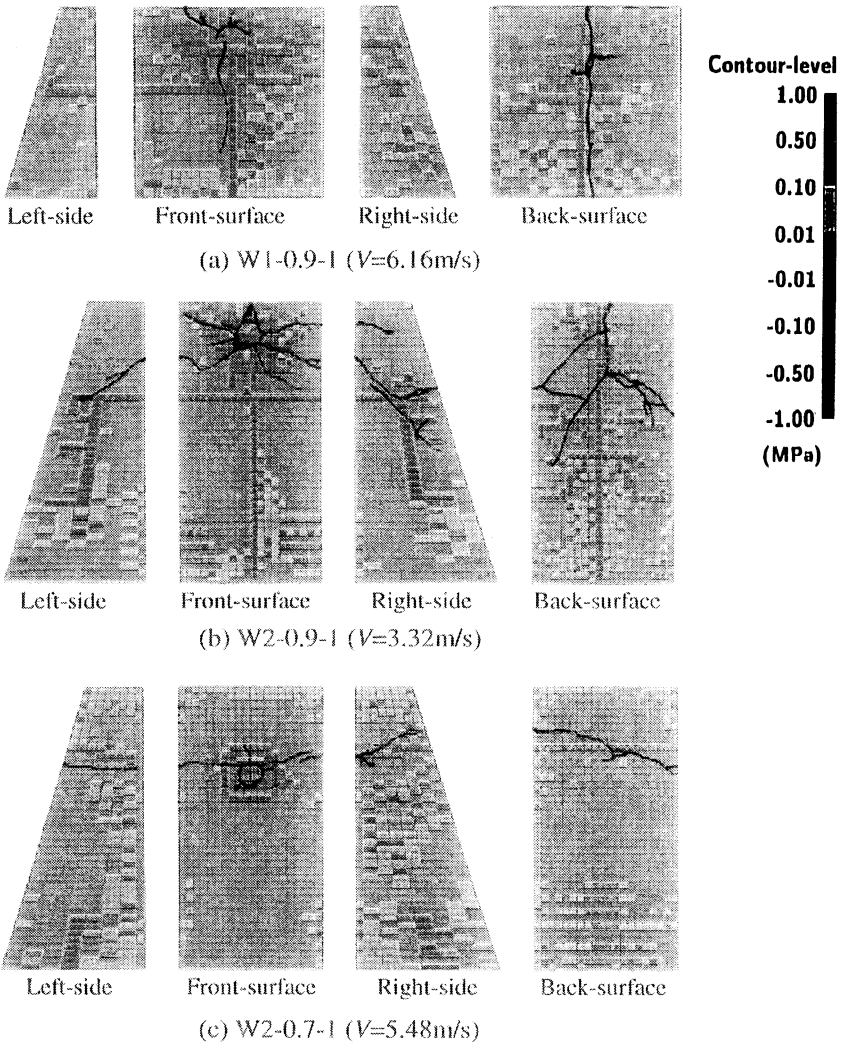 Contour-level
1.00
0.50
0.10
0.01
-0.01
-0.10
-0.50
-1.00
(MPa)
Left-side Front-surface Right-side Back-surface
(a) W1-0.9-1 (V=6.16m/s)
Left-side Front-surface Right-side Back-surface
(b) W2-0.9-1 (V=3.32m/s)
Left-side Front-surface Right-side Back-surface
(c) W2-0.7-1 (V=5.48m/s)